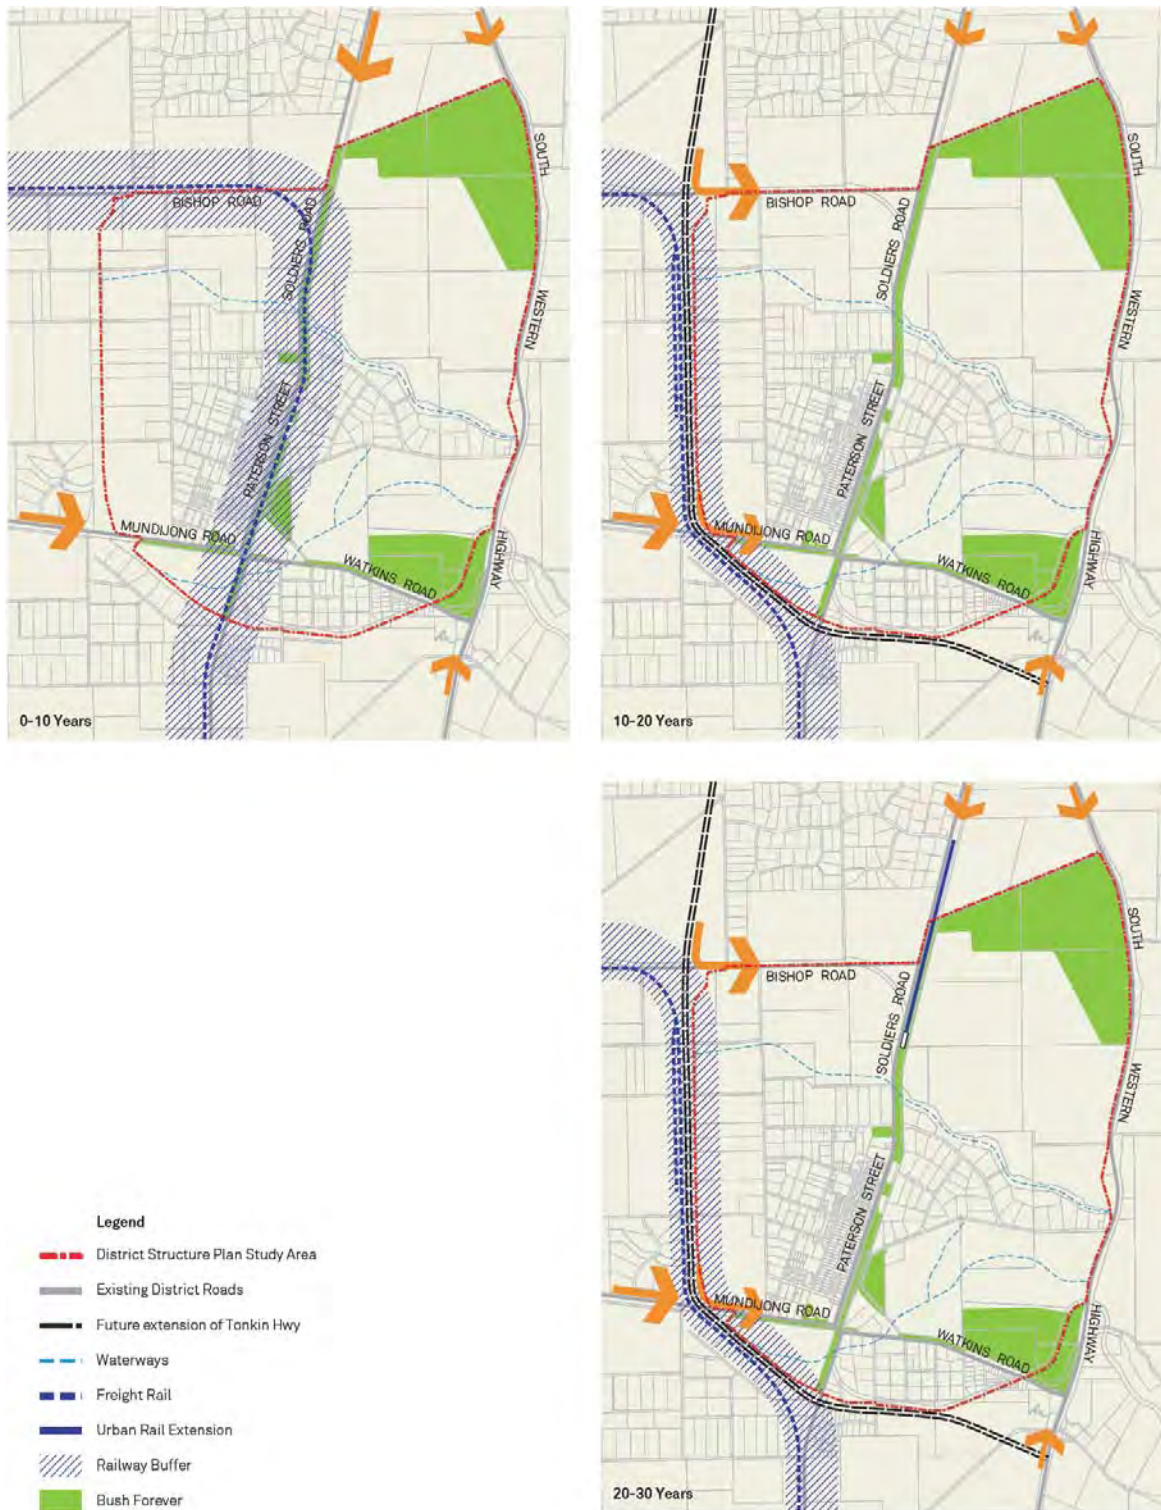 BISHOP ROAD
SOLDIERS ROAD
PATERSON STREET
MUNDIJONG ROAD
WATKINS ROAD
SOUTH
WESTERN
HIGHWAY
0-10 Years
BISHOP ROAD
SOLDIERS ROAD
PATERSON STREET
MUNDIJONG ROAD
WATKINS ROAD
SOUTH
WESTERN
HIGHWAY
10-20 Years
BISHOP ROAD
SOLDIERS ROAD
PATERSON STREET
MUNDIJONG ROAD
WATKINS ROAD
SOUTH
WESTERN
HIGHWAY
20-30 Years
Legend
District Structure Plan Study Area
Existing District Roads
Future extension of Tonkin Hwy
Waterways
Freight Rail
Urban Rail Extension
Railway Buffer
Bush Forever